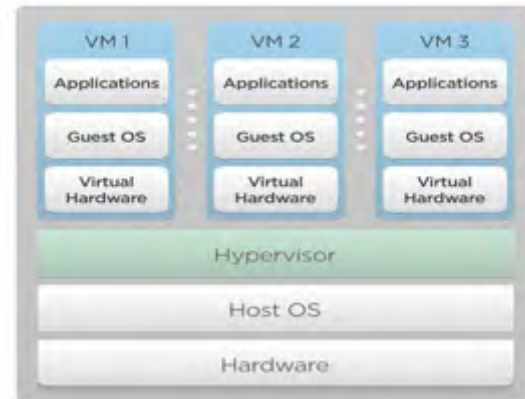 VM 1
Applications
Guest OS
Virtual
Hardware
VM 2
Applications
Guest OS
Virtual
Hardware
VM 3
Applications
Guest OS
Virtual
Hardware
Hypervisor
Host OS
Hardware